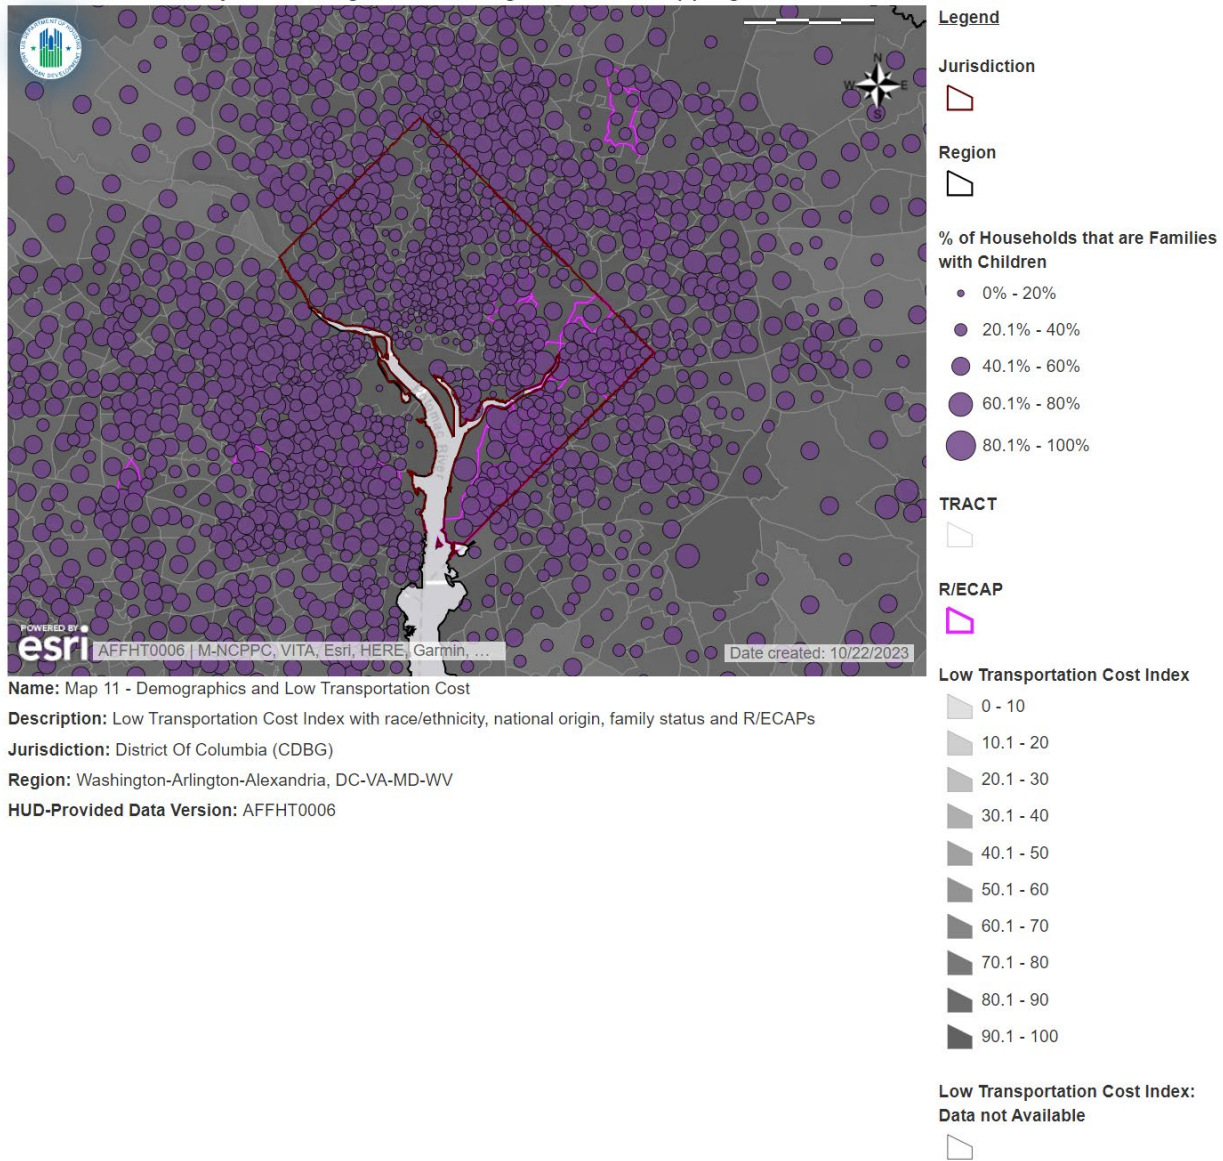 Legend
Jurisdiction
Region
% of Households that are Families
with Children
0% - 20%
20.1% - 40%
40.1% - 60%
60.1% - 80%
80.1% - 100%
TRACT
R/ECAP
Low Transportation Cost Index
0 - 10
10.1 - 20
20.1 - 30
30.1 - 40
40.1 - 50
50.1 - 60
60.1 - 70
70.1 - 80
80.1 - 90
90.1 - 100
Low Transportation Cost Index:
Data not Available
N
W E
S
Potomac River
POWERED BY
esri
AFFHT0006 | M-NCPPC, VITA, Esri, HERE, Garmin, ...
Date created: 10/22/2023
Name: Map 11 - Demographics and Low Transportation Cost
Description: Low Transportation Cost Index with race/ethnicity, national origin, family status and R/ECAPs
Jurisdiction: District Of Columbia (CDBG)
Region: Washington-Arlington-Alexandria, DC-VA-MD-WV
HUD-Provided Data Version: AFFHT0006